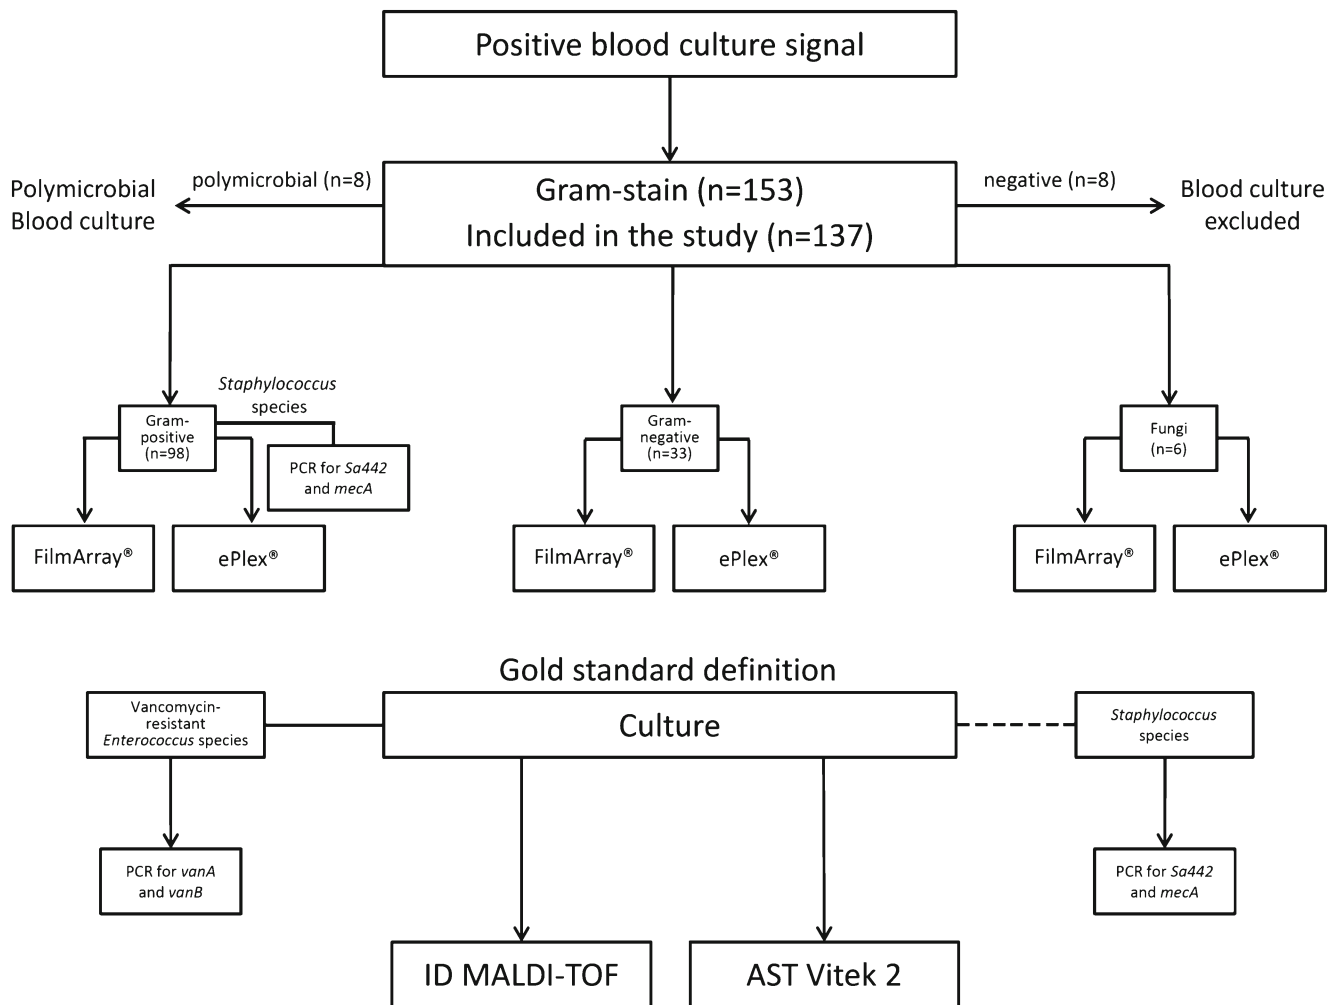 Positive blood culture signal
polymicrobial (n=8)
Polymicrobial
Blood culture
Gram-stain (n=153)
Included in the study (n=137)
negative (n=8)
Blood culture
excluded
Staphylococcus
species
Gram-
positive
(n=98)
PCR for Sa442
and mecA
Gram-
negative
(n=33)
Fungi
(n=6)
FilmArray®
ePlex®
FilmArray®
ePlex®
FilmArray®
ePlex®
Gold standard definition
Vancomycin-
resistant
Enterococcus species
Culture
Staphylococcus
species
PCR for vanA
and vanB
PCR for Sa442
and mecA
ID MALDI-TOF
AST Vitek 2